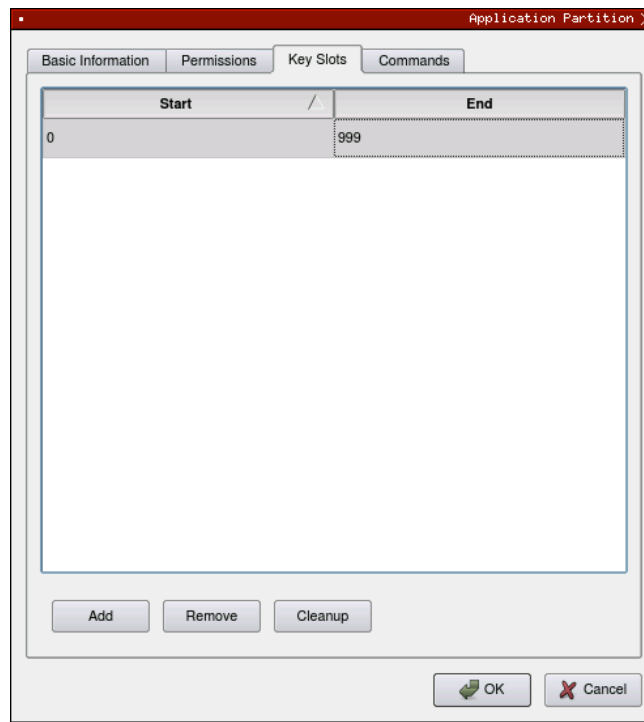 Application Partition
Basic Information Permissions Key Slots Commands
Start End
0 999
Add Remove Cleanup
OK Cancel